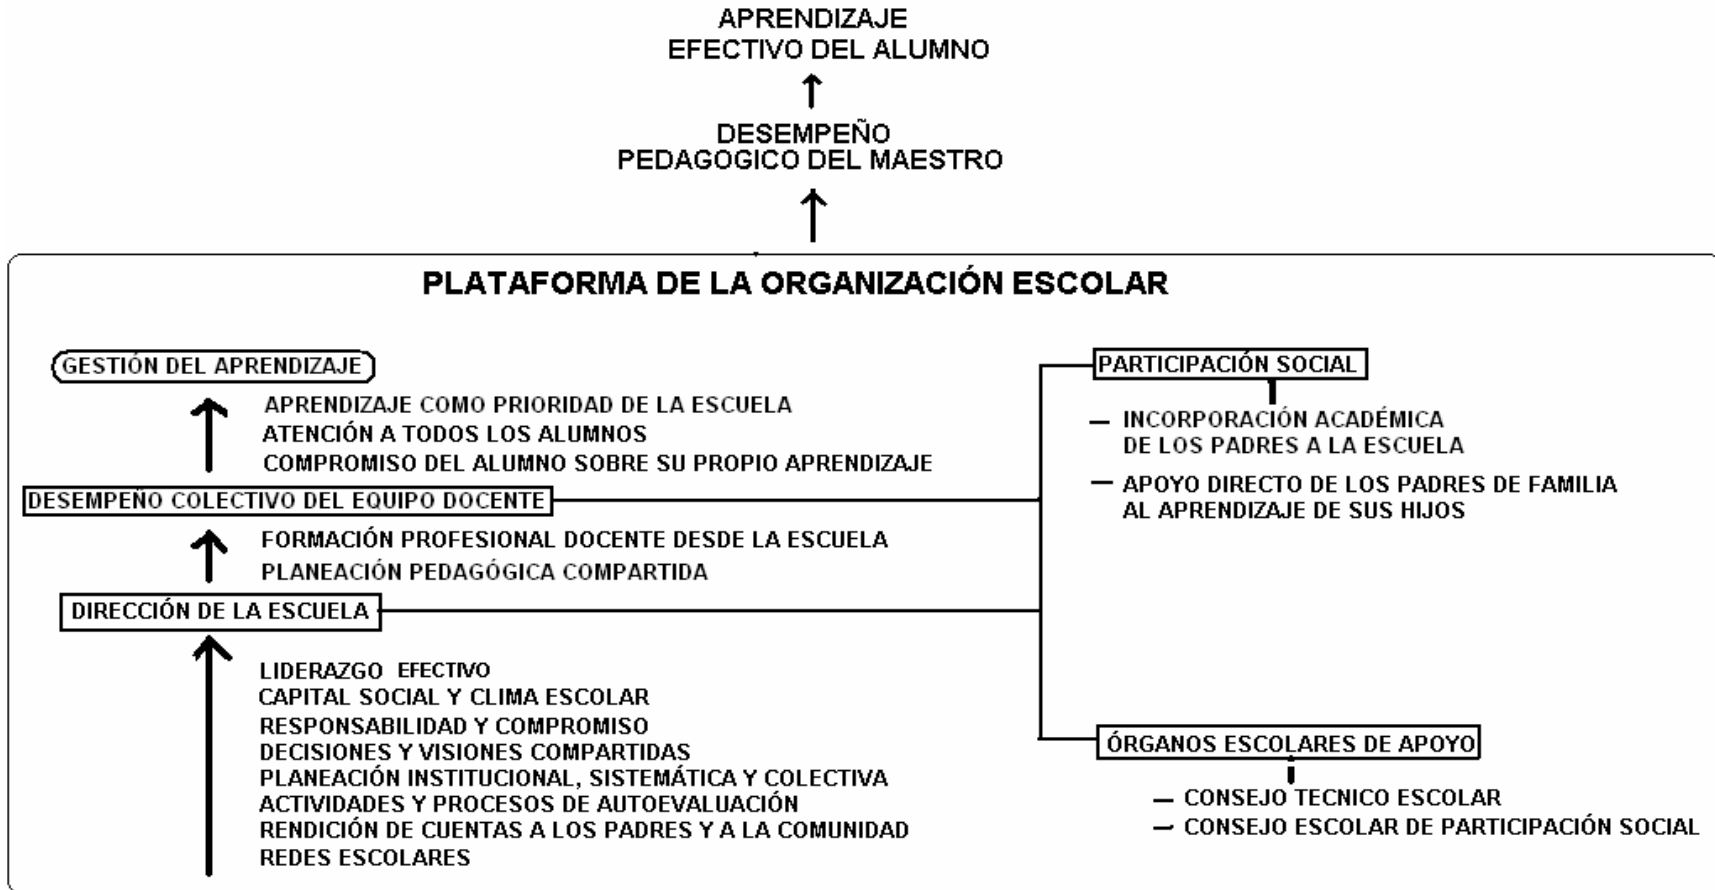 APRENDIZAJE
EFECTIVO DEL ALUMNO
DESEMPEÑO
PEDAGOGICO DEL MAESTRO
PLATAFORMA DE LA ORGANIZACIÓN ESCOLAR
GESTIÓN DEL APRENDIZAJE
APRENDIZAJE COMO PRIORIDAD DE LA ESCUELA
ATENCIÓN A TODOS LOS ALUMNOS
COMPROMISO DEL ALUMNO SOBRE SU PROPIO APRENDIZAJE
DESEMPEÑO COLECTIVO DEL EQUIPO DOCENTE
FORMACIÓN PROFESIONAL DOCENTE DESDE LA ESCUELA
PLANEACIÓN PEDAGÓGICA COMPARTIDA
DIRECCIÓN DE LA ESCUELA
LIDERAZGO EFECTIVO
CAPITAL SOCIAL Y CLIMA ESCOLAR
RESPONSABILIDAD Y COMPROMISO
DECISIONES Y VISIONES COMPARTIDAS
PLANEACIÓN INSTITUCIONAL, SISTEMÁTICA Y COLECTIVA
ACTIVIDADES Y PROCESOS DE AUTOEVALUACIÓN
RENDICIÓN DE CUENTAS A LOS PADRES Y A LA COMUNIDAD
REDES ESCOLARES
PARTICIPACIÓN SOCIAL
— INCORPORACIÓN ACADÉMICA
DE LOS PADRES A LA ESCUELA
— APOYO DIRECTO DE LOS PADRES DE FAMILIA
AL APRENDIZAJE DE SUS HIJOS
ÓRGANOS ESCOLARES DE APOYO
— CONSEJO TECNICO ESCOLAR
— CONSEJO ESCOLAR DE PARTICIPACIÓN SOCIAL